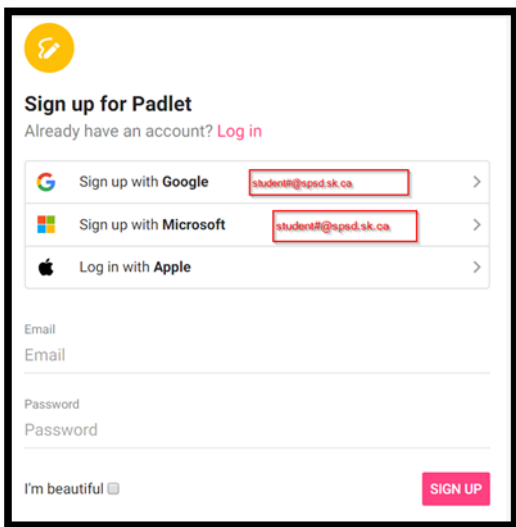 Sign up for Padlet
Already have an account? Log in
Sign up with Google student#@spsd.sk.ca
Sign up with Microsoft student#@spsd.sk.ca
Log in with Apple
Email
Email
Password
Password
I'm beautiful
SIGN UP